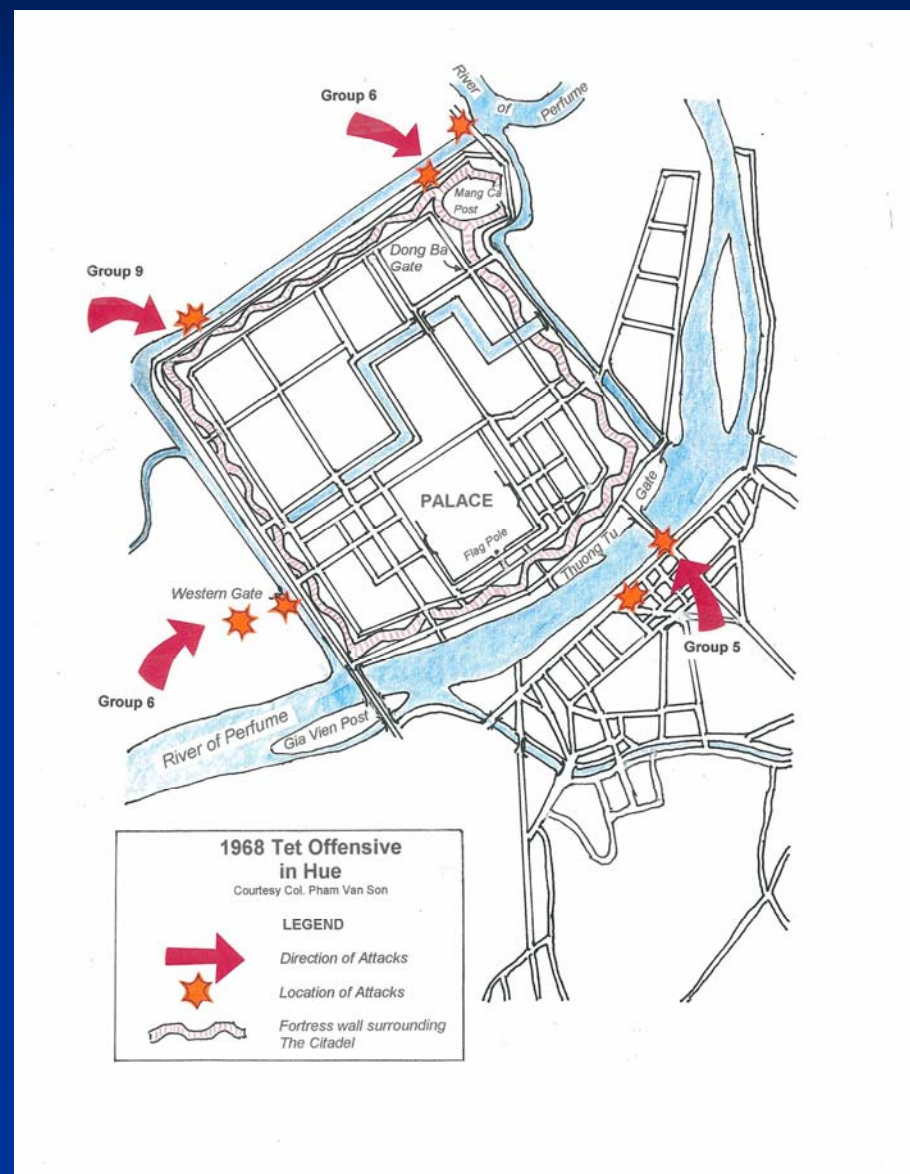 River
of
Perfume
Group 6
Mang Ca
Post
Dong Ba
Gate
Group 9
PALACE
Flag Pole
Thuong Tu
Gate
Western Gate
Group 5
Group 6
River of Perfume
Gia Vien Post
1968 Tet Offensive
in Hue
Courtesy Col. Pham Van Son
LEGEND
Direction of Attacks
Location of Attacks
Fortress wall surrounding
The Citadel